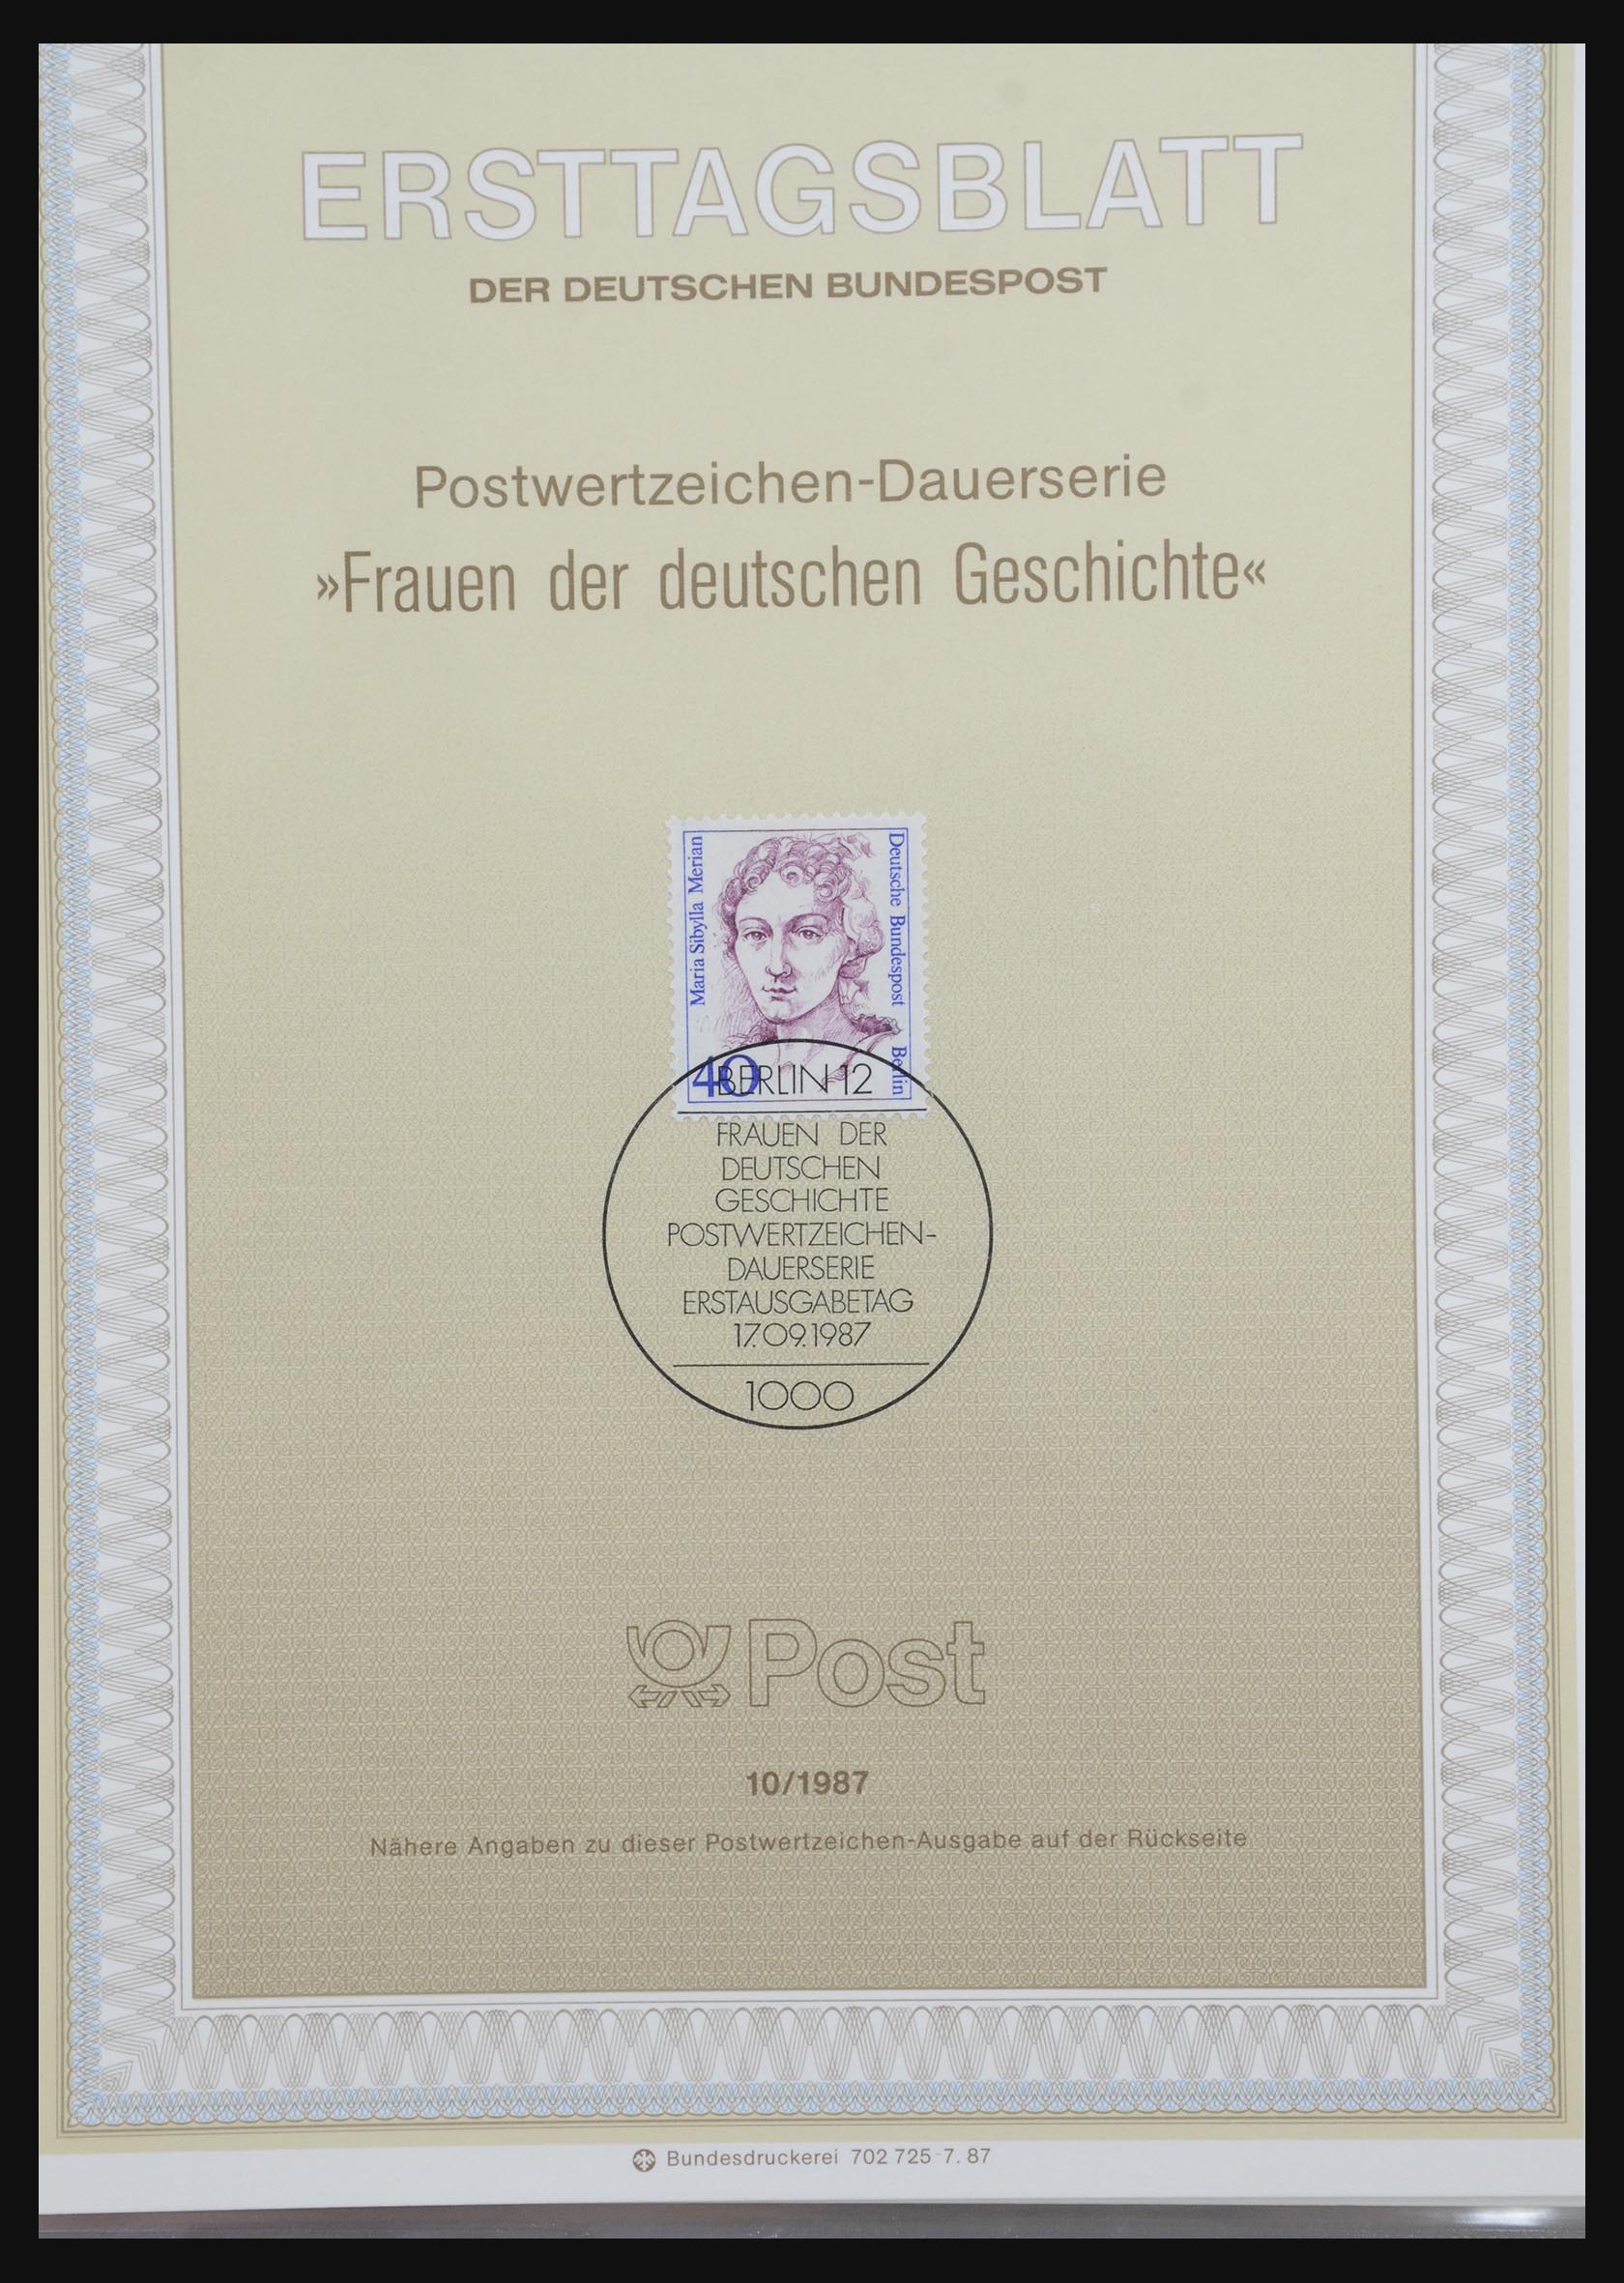 ERSTTAGSBLATT
DER DEUTSCHEN BUNDESPOST
Postwertzeichen-Dauerserie
»Frauen der deutschen Geschichte«
Maria Sibylla Merian
Deutsche Bundespost Berlin
40
BERLIN 12
FRAUEN DER
DEUTSCHEN
GESCHICHTE
POSTWERTZEICHEN-
DAUERSERIE
ERSTAUSGABETAG
17.09.1987
1000
Post
10/1987
Nähere Angaben zu dieser Postwertzeichen-Ausgabe auf der Rückseite
Bundesdruckerei 702 725 7. 87